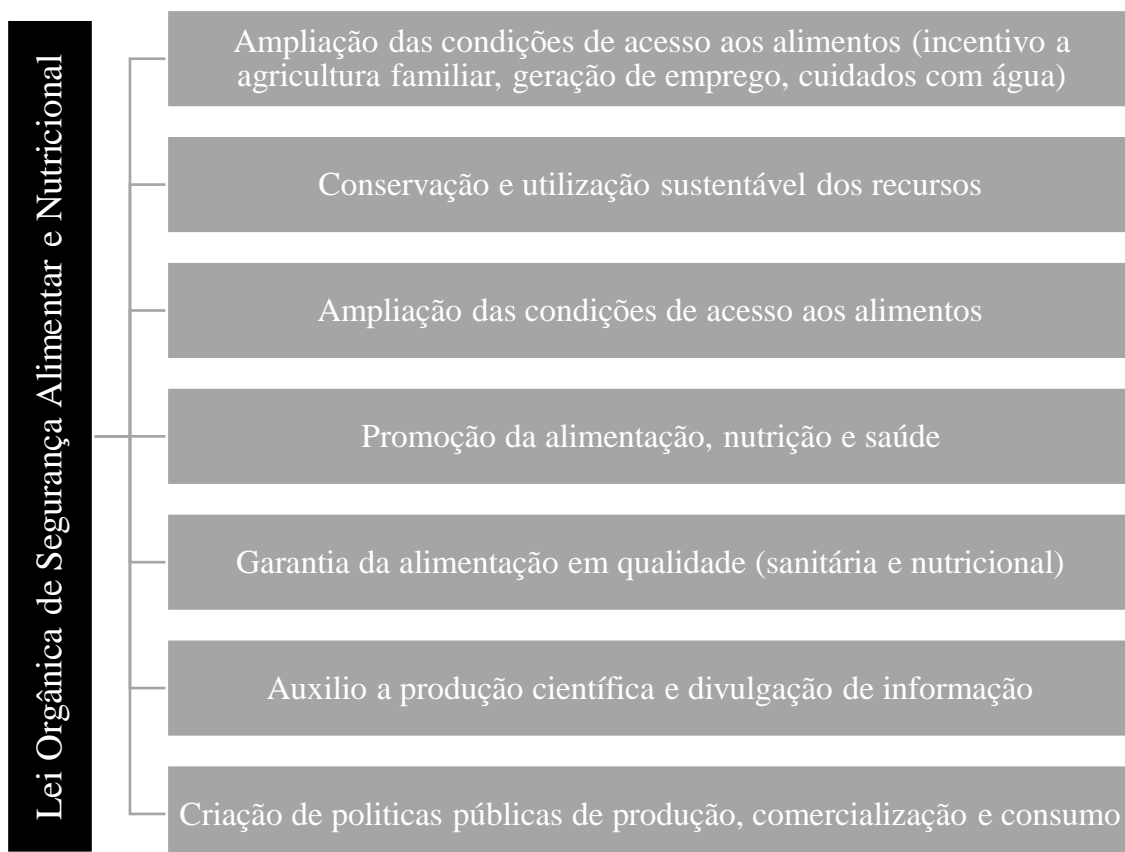 Lei Orgânica de Segurança Alimentar e Nutricional
Ampliação das condições de acesso aos alimentos (incentivo a
agricultura familiar, geração de emprego, cuidados com água)
Conservação e utilização sustentável dos recursos
Ampliação das condições de acesso aos alimentos
Promoção da alimentação, nutrição e saúde
Garantia da alimentação em qualidade (sanitária e nutricional)
Auxilio a produção científica e divulgação de informação
Criação de politicas públicas de produção, comercialização e consumo